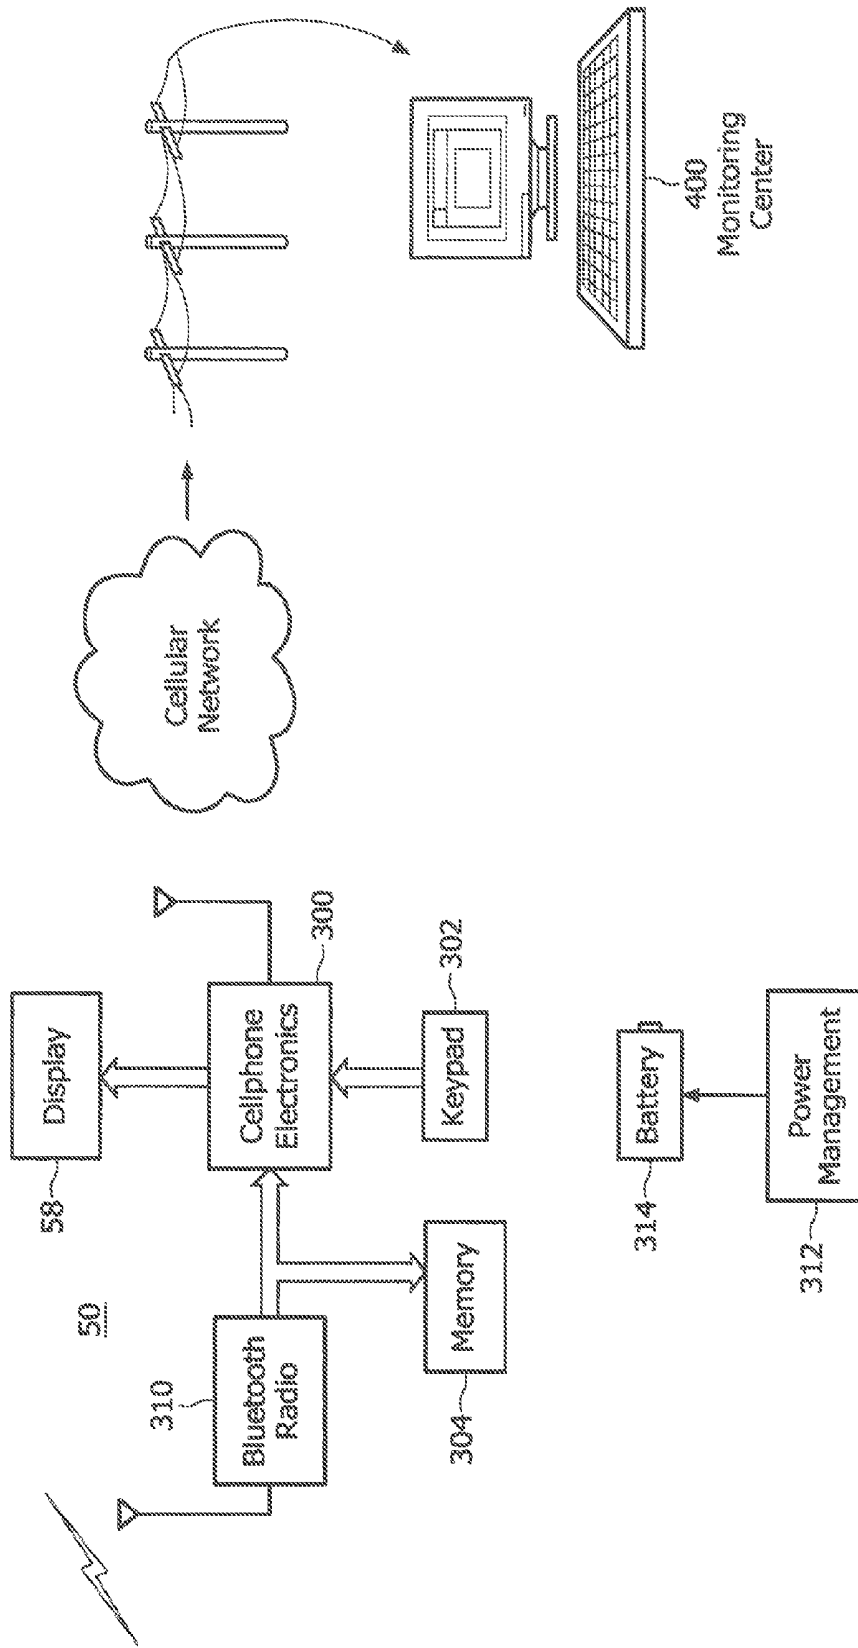 50
58
Display
310
Bluetooth
Radio
Cellphone
Electronics
300
304
Memory
Keypad
302
314
Battery
312
Power
Management
Cellular
Network
400
Monitoring
Center